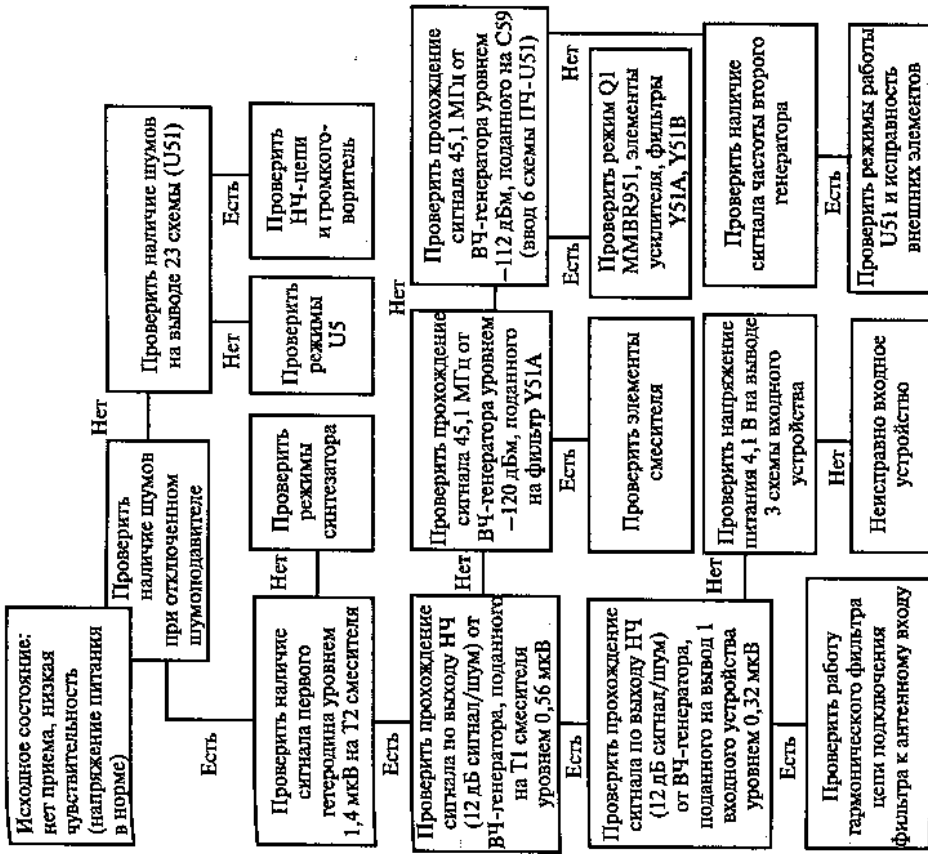 Исходное состояние:
нет приема, низкая
чувствительность
(напряжение питания
в норме)
Проверить
наличие шумов
при отключенном
шумоподавителе
Нет
Проверить наличие шумов
на выводе 23 схемы (U51)
Нет
Есть
Проверить
режимы
U5
Проверить
НЧ-цепи
и громкого-
воритель
Есть
Проверить наличие
сигнала первого
гетеродина уровнем
1,4 мкВ на Т2 смесителя
Нет
Проверить
режимы
синтезатора
Есть
Проверить прохождение
сигнала по выходу НЧ
(12 дБ сигнал/шум) от
ВЧ-генератора, поданного
на Т1 смесителя
уровнем 0,56 мкВ
Нет
Проверить прохождение
сигнала 45,1 МГц от
ВЧ-генератора уровнем
−120 дБм, поданного
на фильтр Y51A
Нет
Проверить прохождение
сигнала 45,1 МГц от
ВЧ-генератора уровнем
−112 дБм, поданного на С59
(ввод 6 схемы ПЧ-U51)
Есть
Проверить элементы
смесителя
Есть
Нет
Проверить режим Q1
MMBR951, элементы
усилителя, фильтры
Y51A, Y51B
Проверить наличие
сигнала частоты второго
генератора
Есть
Проверить режимы работы
U51 и исправность
внешних элементов
Есть
Проверить прохождение
сигнала по выходу НЧ
(12 дБ сигнал/шум)
от ВЧ-генератора,
поданного на вывод 1
входного устройства
уровнем 0,32 мкВ
Нет
Проверить напряжение
питания 4,1 В на выводе
3 схемы входного
устройства
Нет
Неисправно входное
устройство
Есть
Проверить работу
гармонического фильтра
цепи подключения
фильтра к антенному входу